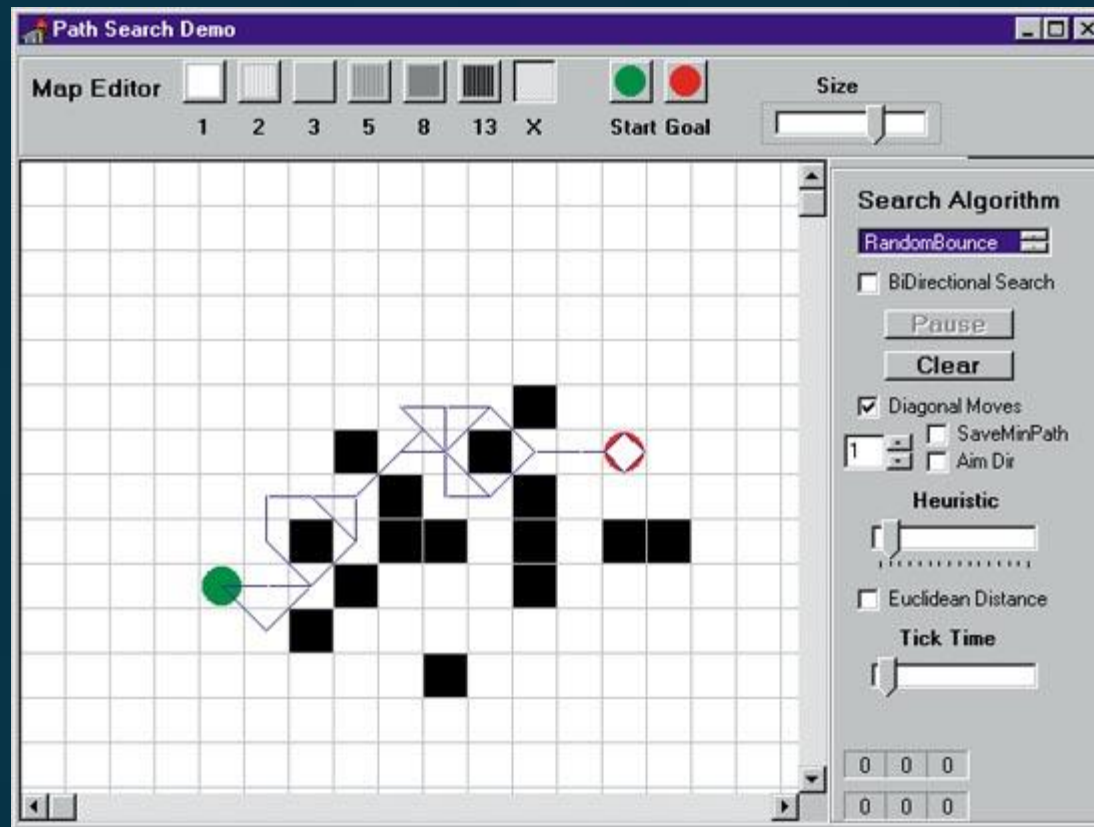 Path Search Demo
Map Editor
1 2 3 5 8 13 X
Start Goal
Size
Search Algorithm
RandomBounce
BiDirectional Search
Pause
Clear
Diagonal Moves
1
SaveMinPath
Aim Dir
Heuristic
Euclidean Distance
Tick Time
0 0 0
0 0 0